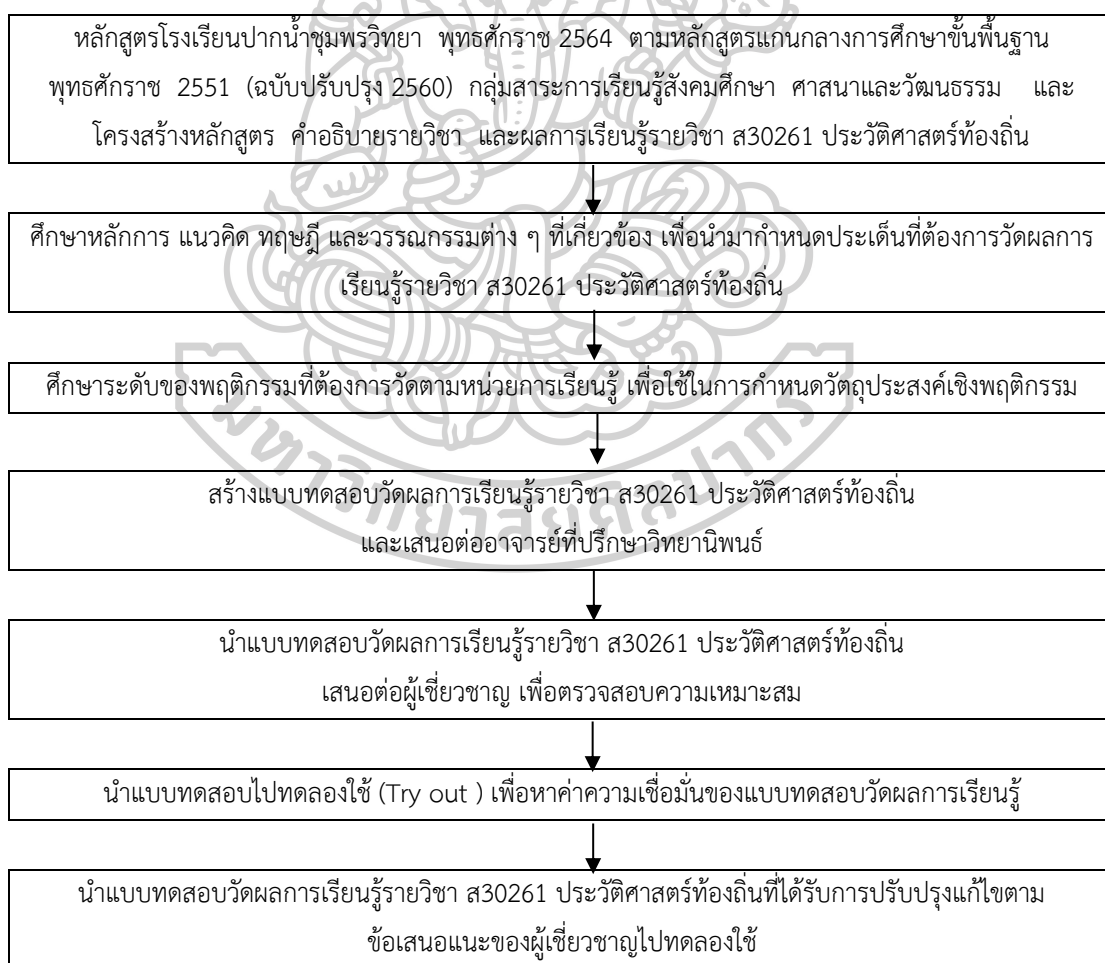 หลักสูตรโรงเรียนปากน้ำชุมพรวิทยา พุทธศักราช 2564 ตามหลักสูตรแกนกลางการศึกษาขั้นพื้นฐาน
พุทธศักราช 2551 (ฉบับปรับปรุง 2560) กลุ่มสาระการเรียนรู้สังคมศึกษา ศาสนาและวัฒนธรรม และ
โครงสร้างหลักสูตร คำอธิบายรายวิชา และผลการเรียนรู้รายวิชา ส30261 ประวัติศาสตร์ท้องถิ่น
ศึกษาหลักการ แนวคิด ทฤษฎี และวรรณกรรมต่าง ๆ ที่เกี่ยวข้อง เพื่อนำมากำหนดประเด็นที่ต้องการวัดผลการ
เรียนรู้รายวิชา ส30261 ประวัติศาสตร์ท้องถิ่น
ศึกษาระดับของพฤติกรรมที่ต้องการวัดตามหน่วยการเรียนรู้ เพื่อใช้ในการกำหนดวัตถุประสงค์เชิงพฤติกรรม
สร้างแบบทดสอบวัดผลการเรียนรู้รายวิชา ส30261 ประวัติศาสตร์ท้องถิ่น
และเสนอต่ออาจารย์ที่ปรึกษาวิทยานิพนธ์
มหาวิทยาลัยศิลปากร
นำแบบทดสอบวัดผลการเรียนรู้รายวิชา ส30261 ประวัติศาสตร์ท้องถิ่น
เสนอต่อผู้เชี่ยวชาญ เพื่อตรวจสอบความเหมาะสม
นำแบบทดสอบไปทดลองใช้ (Try out ) เพื่อหาค่าความเชื่อมั่นของแบบทดสอบวัดผลการเรียนรู้
นำแบบทดสอบวัดผลการเรียนรู้รายวิชา ส30261 ประวัติศาสตร์ท้องถิ่นที่ได้รับการปรับปรุงแก้ไขตาม
ข้อเสนอแนะของผู้เชี่ยวชาญไปทดลองใช้